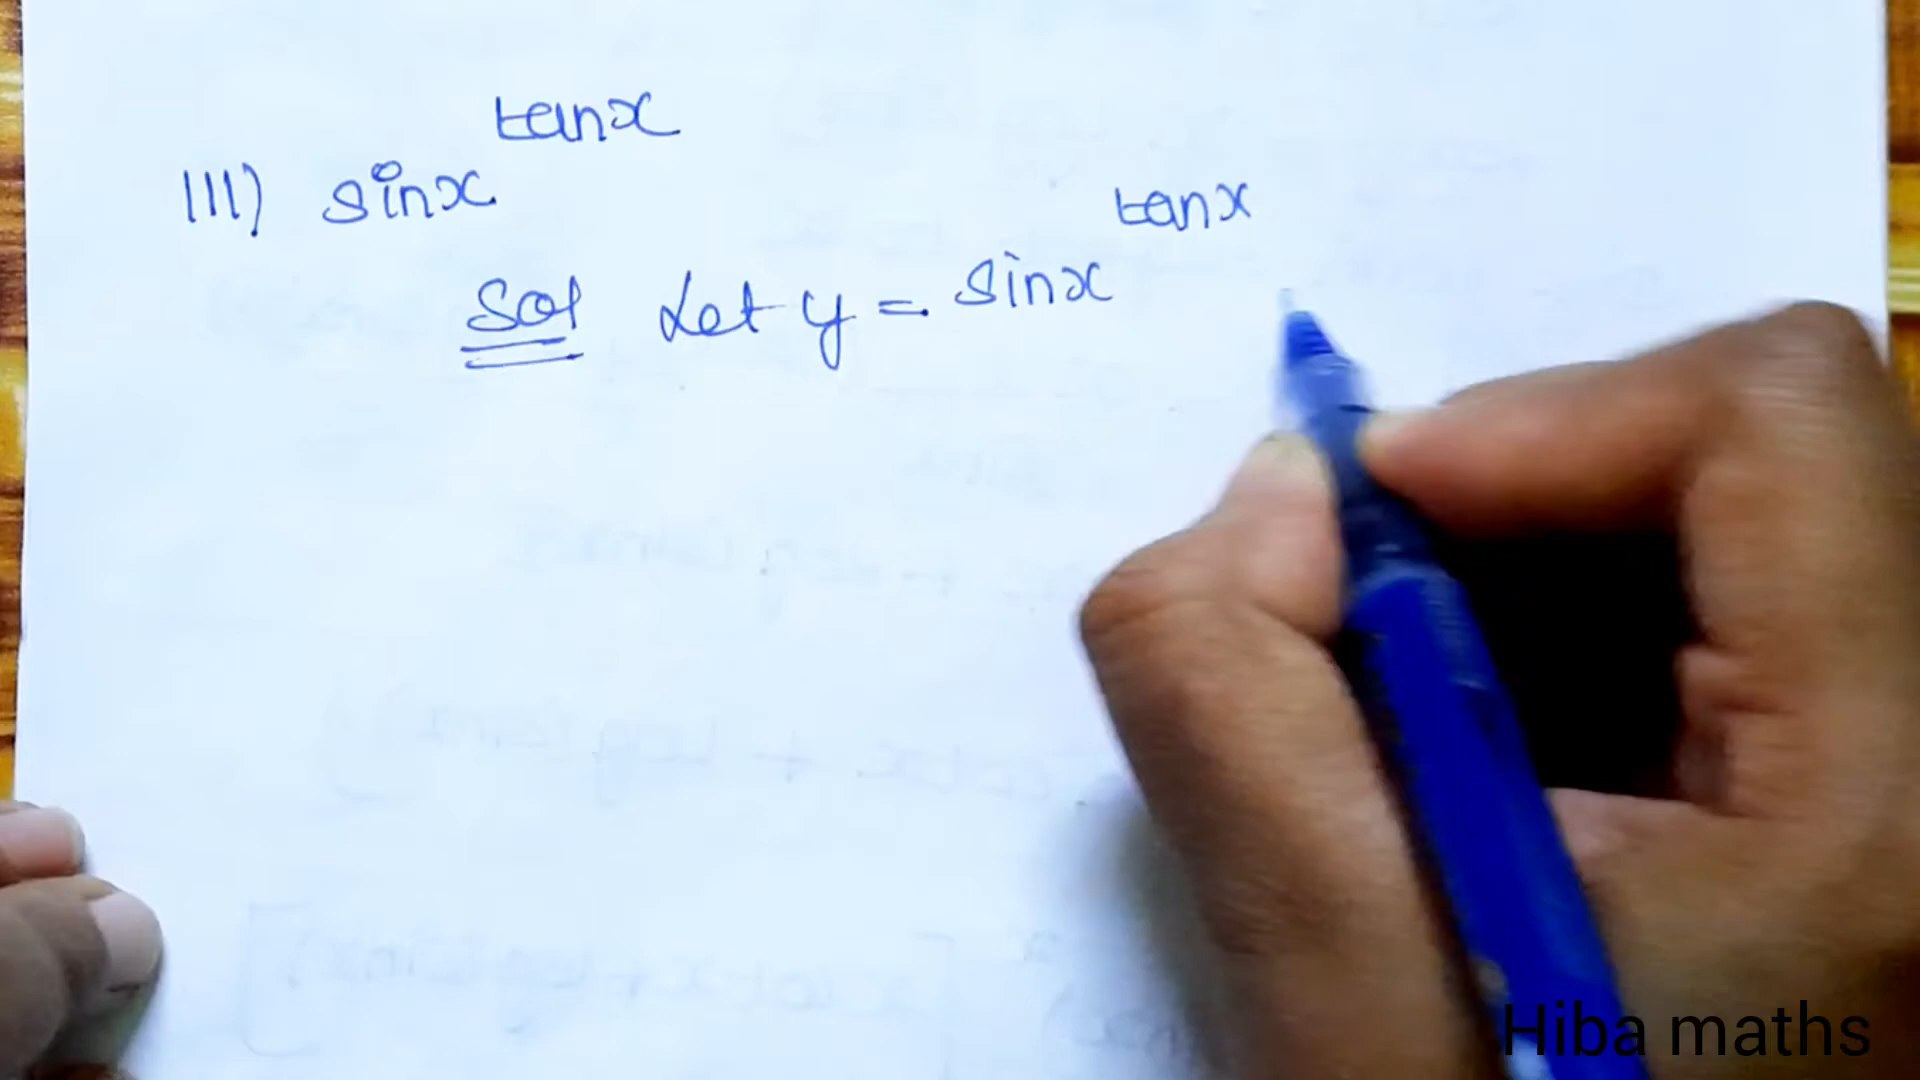 III) sinx^tanx
Sol Let y = sinx^tanx
Hiba maths